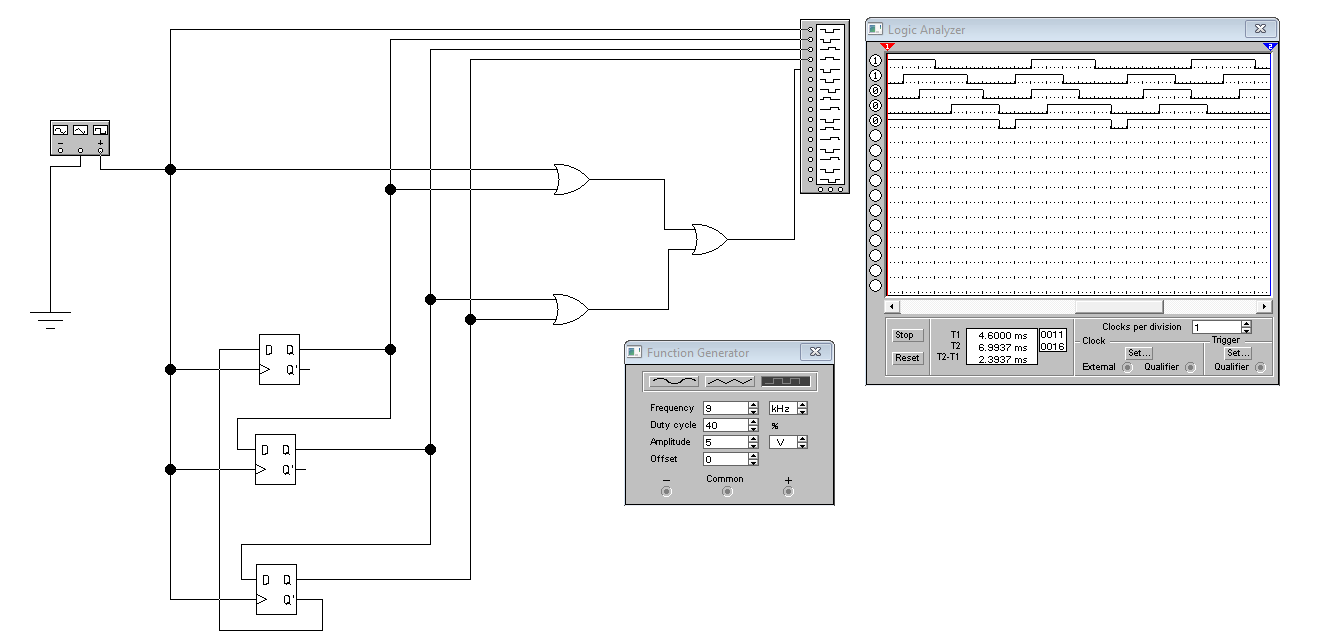 Logic Analyzer
1
2
1
1
0
0
0
Stop
Reset
T1
T2
T2-T1
4.6000 ms
6.9937 ms
2.3937 ms
0011
0016
Clocks per division 1
Clock
Set...
External Qualifier
Trigger
Set...
Qualifier
− +
D Q
Q'
D Q
Q'
D Q
Q'
Function Generator
Frequency 9 kHz
Duty cycle 40 %
Amplitude 5 V
Offset 0
− Common +